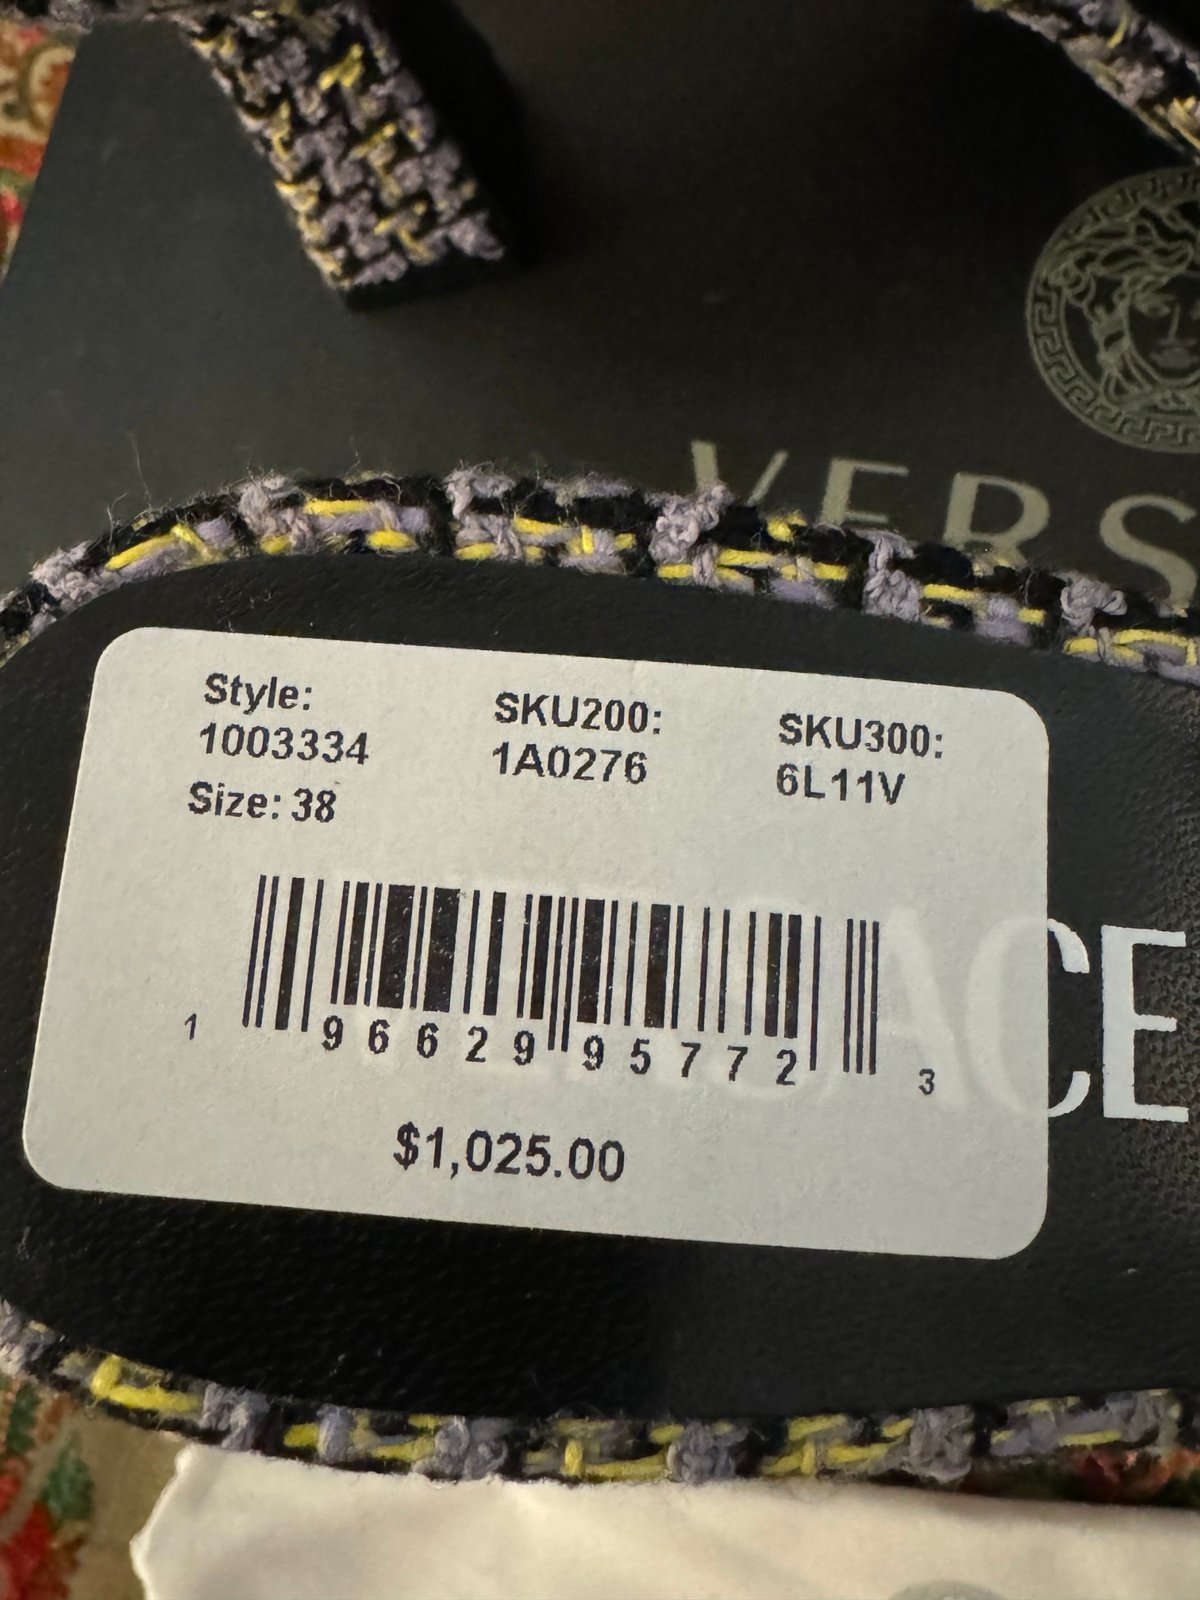 VERS
Style:
1003334
Size: 38
SKU200:
1A0276
SKU300:
6L11V
1 96629 95772 3
$1,025.00
ACE